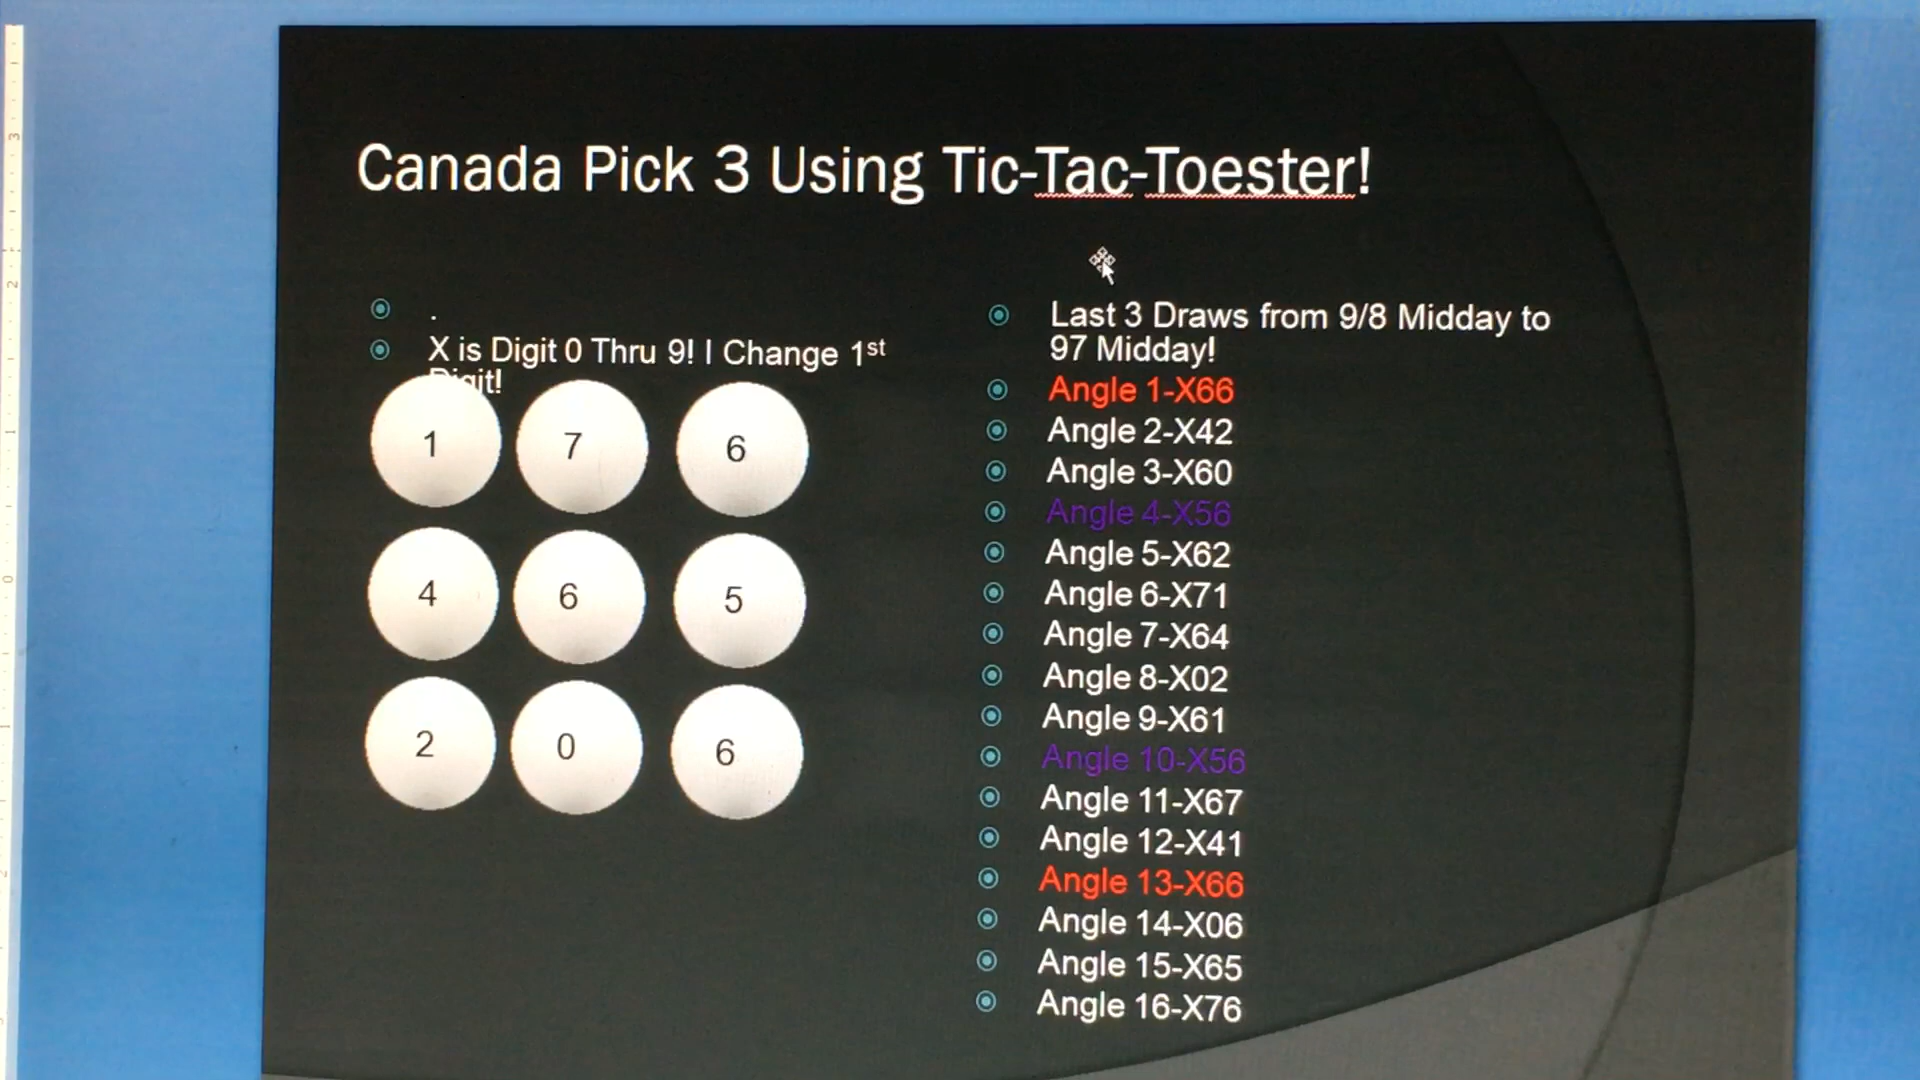 Canada Pick 3 Using Tic-Tac-Toester!
.
X is Digit 0 Thru 9! I Change 1st
Digit!
1 7 6
4 6 5
2 0 6
Last 3 Draws from 9/8 Midday to
97 Midday!
Angle 1-X66
Angle 2-X42
Angle 3-X60
Angle 4-X56
Angle 5-X62
Angle 6-X71
Angle 7-X64
Angle 8-X02
Angle 9-X61
Angle 10-X56
Angle 11-X67
Angle 12-X41
Angle 13-X66
Angle 14-X06
Angle 15-X65
Angle 16-X76